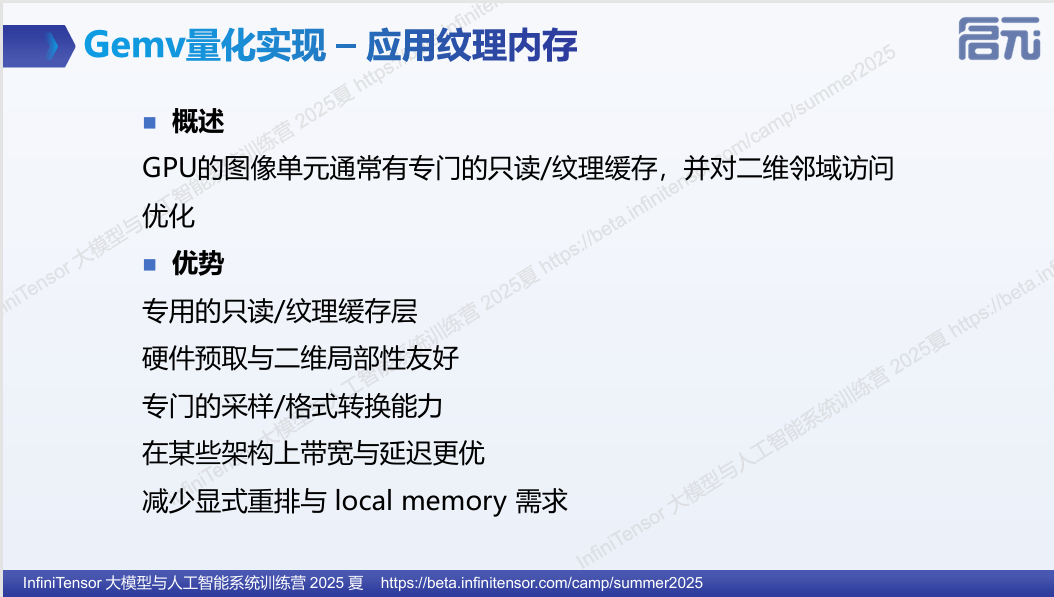 Gemv量化实现 – 应用纹理内存
启元
概述
GPU的图像单元通常有专门的只读/纹理缓存，并对二维邻域访问
优化
优势
专用的只读/纹理缓存层
硬件预取与二维局部性友好
专门的采样/格式转换能力
在某些架构上带宽与延迟更优
减少显式重排与 local memory 需求
InfiniTensor 大模型与人工智能系统训练营 2025夏 https://beta.infinitensor.com/camp/summer2025
InfiniTensor 大模型与人工智能系统训练营 2025 夏 https://beta.infinitensor.com/camp/summer2025